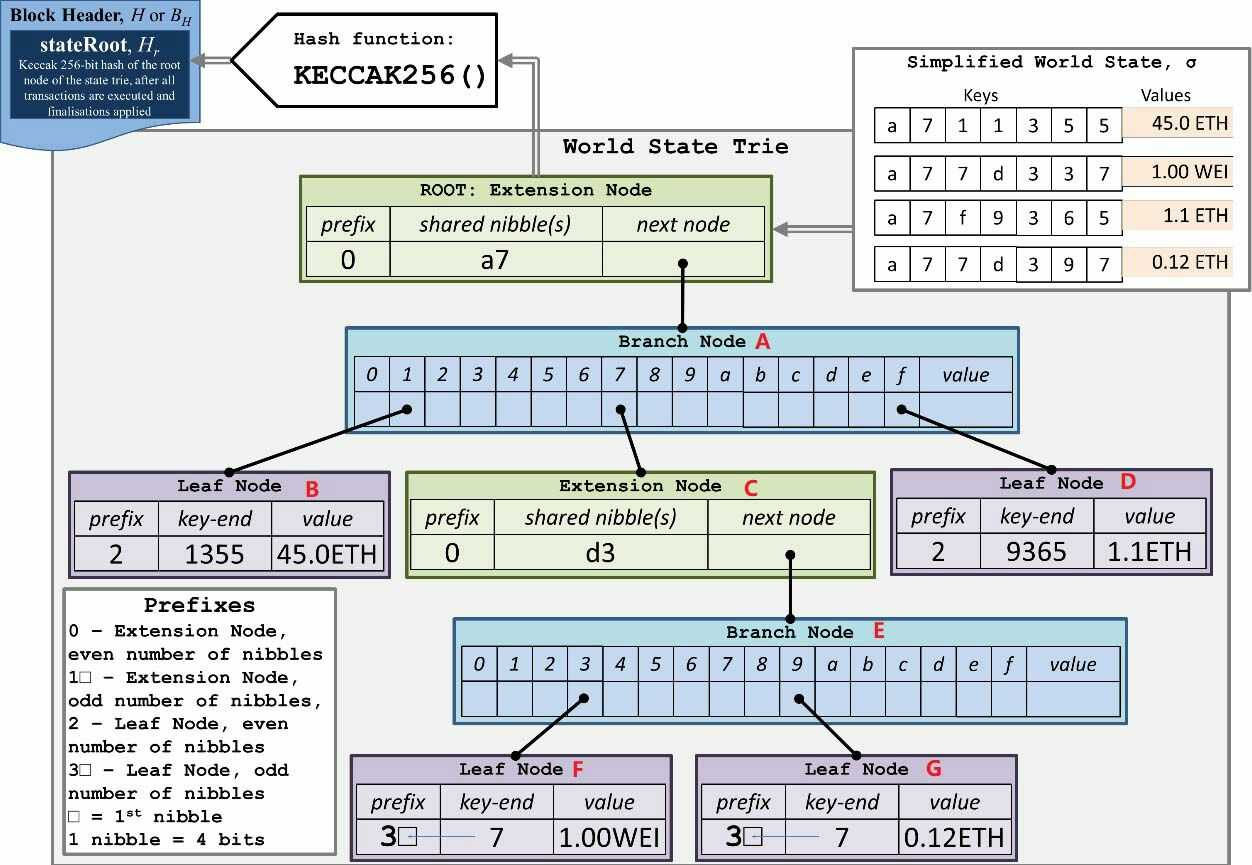 Block Header, H or B_H
stateRoot, H_r
Keccak 256-bit hash of the root
node of the state trie, after all
transactions are executed and
finalisations applied
Hash function:
KECCAK256()
Simplified World State, σ
Keys Values
a 7 1 1 3 5 5 45.0 ETH
a 7 7 d 3 3 7 1.00 WEI
a 7 f 9 3 6 5 1.1 ETH
a 7 7 d 3 9 7 0.12 ETH
World State Trie
ROOT: Extension Node
prefix shared nibble(s) next node
0 a7
Branch Node A
0 1 2 3 4 5 6 7 8 9 a b c d e f value
Leaf Node B
prefix key-end value
2 1355 45.0ETH
Extension Node C
prefix shared nibble(s) next node
0 d3
Leaf Node D
prefix key-end value
2 9365 1.1ETH
Prefixes
0 – Extension Node,
even number of nibbles
1□ – Extension Node,
odd number of nibbles,
2 – Leaf Node, even
number of nibbles
3□ – Leaf Node, odd
number of nibbles
□ = 1st nibble
1 nibble = 4 bits
Branch Node E
0 1 2 3 4 5 6 7 8 9 a b c d e f value
Leaf Node F
prefix key-end value
3□ 7 1.00WEI
Leaf Node G
prefix key-end value
3□ 7 0.12ETH